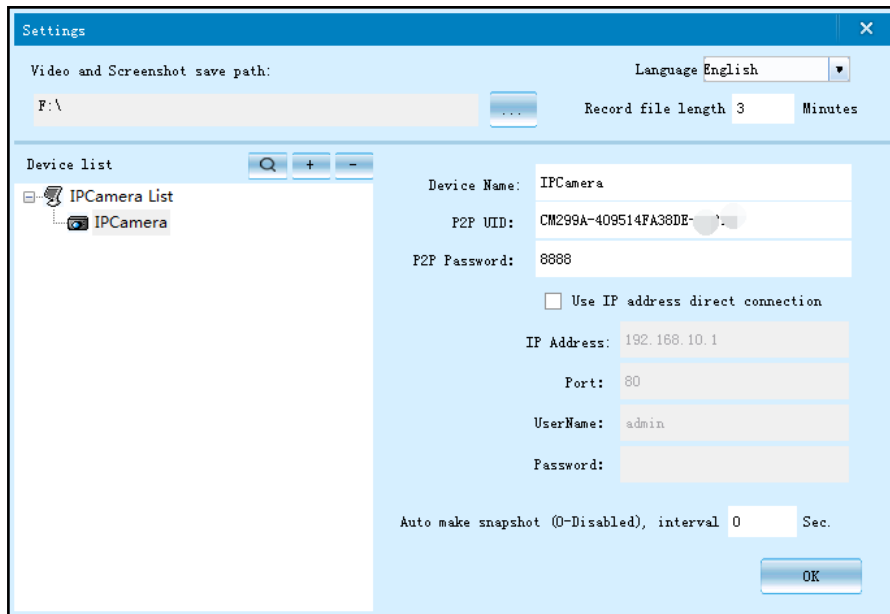 Settings
Video and Screenshot save path:
Language English
F:\
...
Record file length 3 Minutes
Device list
+ -
IPCamera List
IPCamera
Device Name: IPCamera
P2P UID: CM299A-409514FA38DE-
P2P Password: 8888
Use IP address direct connection
IP Address: 192.168.10.1
Port: 80
UserName: admin
Password:
Auto make snapshot (0-Disabled), interval 0 Sec.
OK